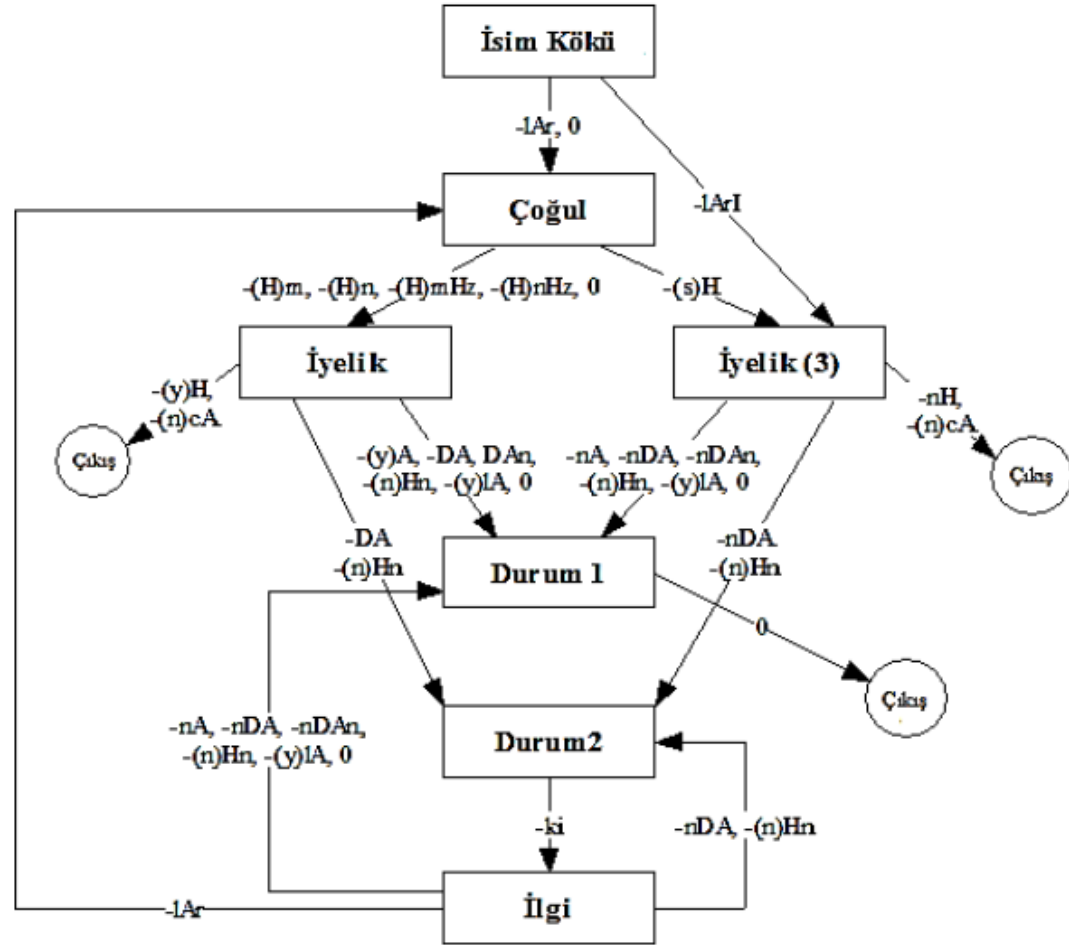 İsim Kökü
-lAr, 0
Çoğul
-lArI
-(H)m, -(H)n, -(H)mHz, -(H)nHz, 0
-(s)H
İyelik
İyelik (3)
-(y)H,
-(n)cA
Çıkış
-(y)A, -DA, DAn,
-(n)Hn, -(y)lA, 0
-nA, -nDA, -nDAn,
-(n)Hn, -(y)lA, 0
-nH,
-(n)cA
Çıkış
-DA
-(n)Hn
Durum 1
-nDA
-(n)Hn
0
Çıkış
-nA, -nDA, -nDAn,
-(n)Hn, -(y)lA, 0
Durum2
-ki
-nDA, -(n)Hn
-lAr
İlgi